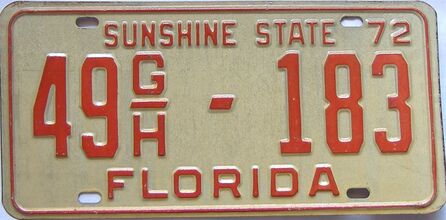 SUNSHINE STATE 72
49 G/H - 183
FLORIDA